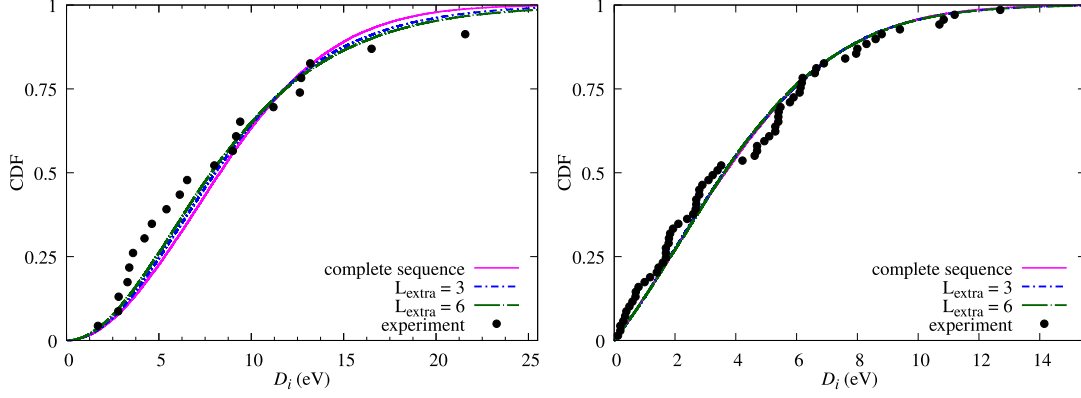 1
0.75
0.5
0.25
0
CDF
complete sequence
L_extra = 3
L_extra = 6
experiment
0 5 10 15 20 25
D_i (eV)
1
0.75
0.5
0.25
0
CDF
complete sequence
L_extra = 3
L_extra = 6
experiment
0 2 4 6 8 10 12 14
D_i (eV)